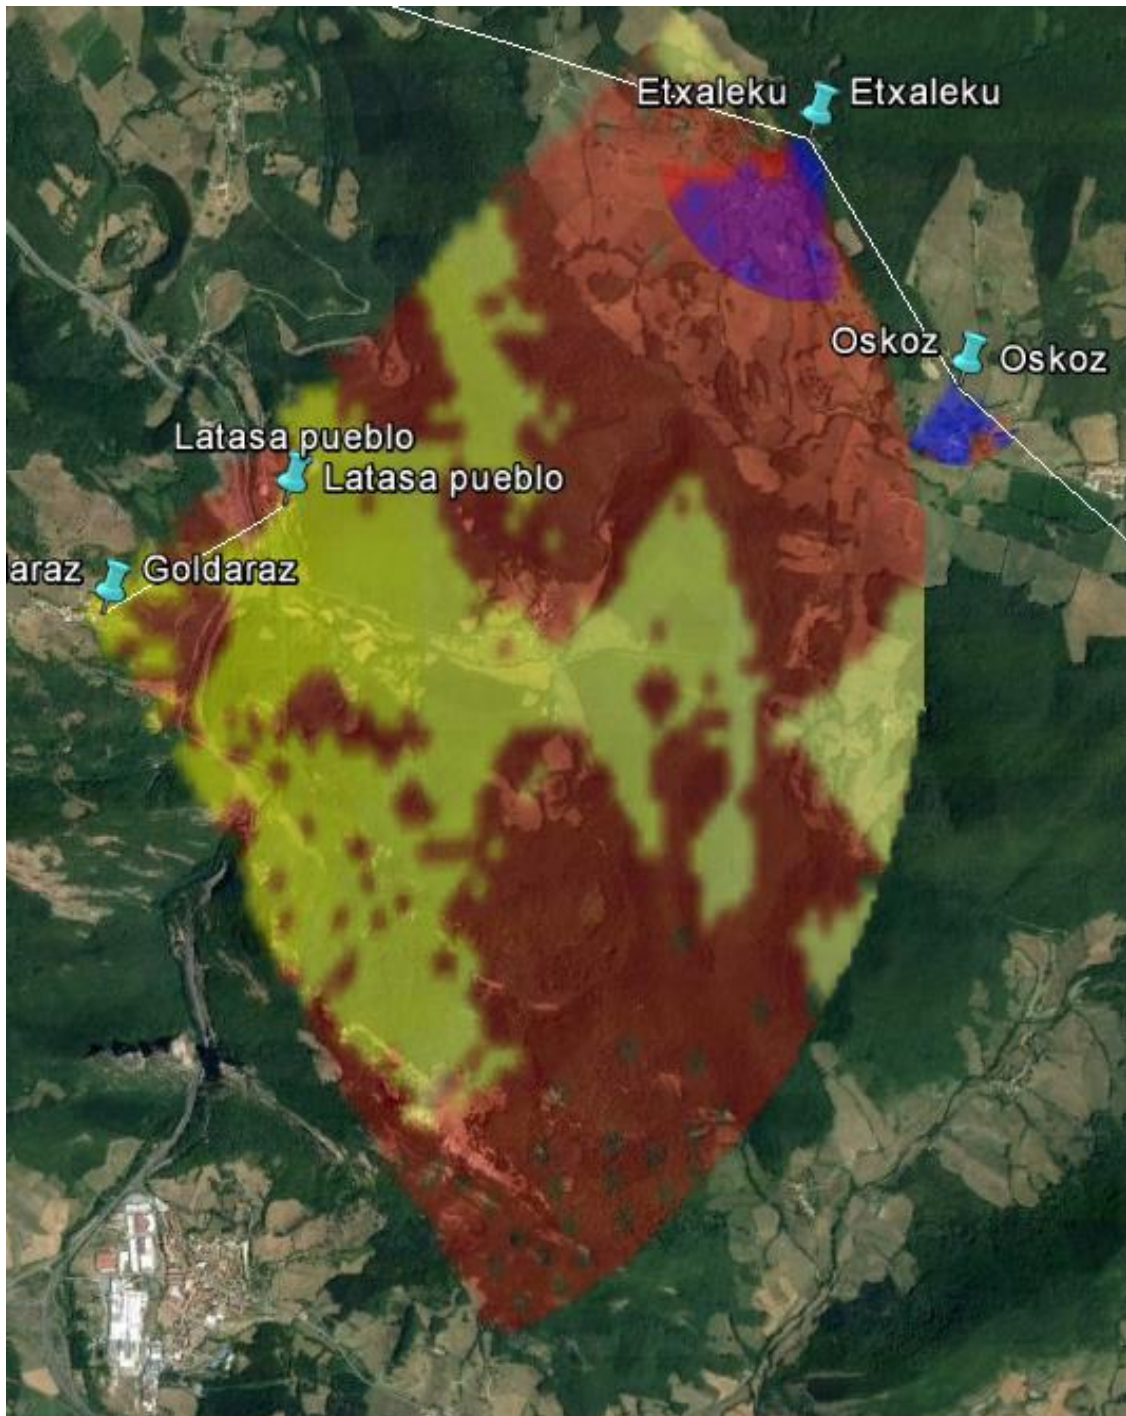 Etxaleku Etxaleku
Oskoz Oskoz
Latasa pueblo
Latasa pueblo
araz Goldaraz